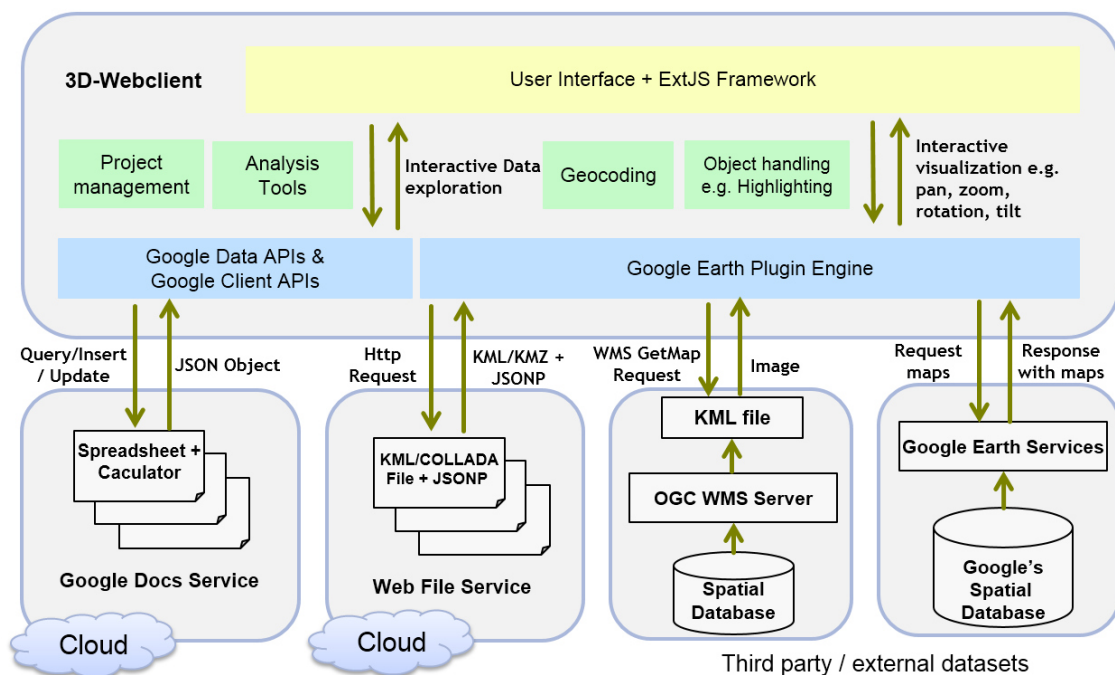 3D-Webclient
User Interface + ExtJS Framework
Project
management
Analysis
Tools
Interactive Data
exploration
Geocoding
Object handling
e.g. Highlighting
Interactive
visualization e.g.
pan, zoom,
rotation, tilt
Google Data APIs &
Google Client APIs
Google Earth Plugin Engine
Query/Insert
/ Update
JSON Object
Http
Request
KML/KMZ +
JSONP
WMS GetMap
Request
Image
Request
maps
Response
with maps
Spreadsheet +
Caculator
Google Docs Service
Cloud
KML/COLLADA
File + JSONP
Web File Service
Cloud
KML file
OGC WMS Server
Spatial
Database
Google Earth Services
Google's
Spatial
Database
Third party / external datasets